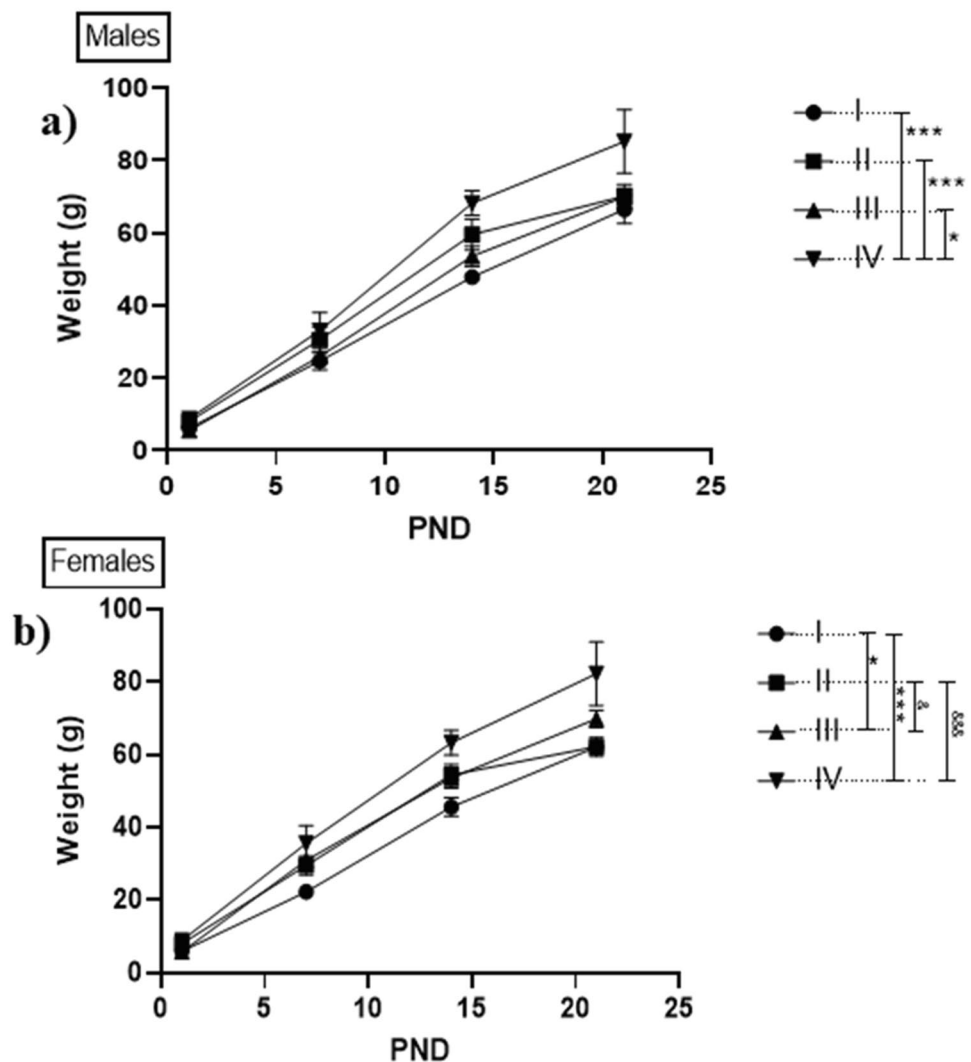 Males
a)
100
80
60
40
20
0
Weight (g)
0 5 10 15 20 25
PND
I
II
III
IV
***
***
*
Females
b)
100
80
60
40
20
0
Weight (g)
0 5 10 15 20 25
PND
I
II
III
IV
*
***
&
&&&